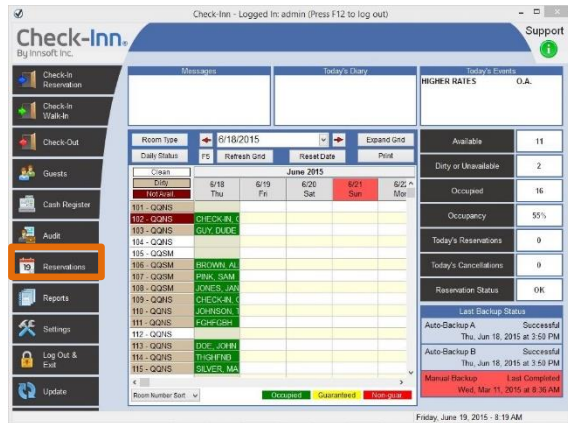 Check-Inn - Logged In: admin (Press F12 to log out)
Check-Inn®
By Innsoft Inc.
Support
Check-In
Reservation
Check-In
Walk-In
Check-Out
Guests
Cash Register
Audit
19
Reservations
Reports
Settings
Log Out &
Exit
Update
Messages
Today's Diary
Today's Events
HIGHER RATES O.A.
Room Type
6/18/2015
Expand Grid
Daily Status
F5 Refresh Grid
Reset Date
Print
Clean
Dirty
Not Avail.
June 2015
6/18 6/19 6/20 6/21 6/22
Thu Fri Sat Sun Mon
101 - QQNS
102 - QQNS CHECK-IN, C
103 - QQNS GUY, DUDE
104 - QQNS
105 - QQSM
106 - QQSM BROWN, AL
107 - QQSM PINK, SAM
108 - QQSM JONES, JAN
109 - QQNS CHECK-IN, C
110 - QQNS JOHNSON, T
111 - QQNS FGHFGBH
112 - QQNS
113 - QQNS DOE, JOHN
114 - QQNS THGHFNB
115 - QQNS SILVER, MA
Room Number Sort
Occupied Guaranteed Non-guar.
Available 11
Dirty or Unavailable 2
Occupied 16
Occupancy 55%
Today's Reservations 0
Today's Cancellations 0
Reservation Status OK
Last Backup Status
Auto-Backup A Successful
Thu, Jun 18, 2015 at 3:50 PM
Auto-Backup B Successful
Thu, Jun 18, 2015 at 3:50 PM
Manual Backup Last Completed
Wed, Mar 11, 2015 at 8:36 AM
Friday, June 19, 2015 - 8:19 AM